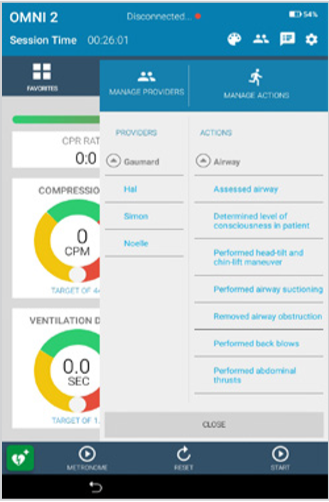 OMNI 2
Disconnected...
54%
Session Time 00:26:01
FAVORITES
MANAGE PROVIDERS
MANAGE ACTIONS
PROVIDERS
ACTIONS
Gaumard
Airway
Hal
Simon
Noelle
Assessed airway
Determined level of
consciousness in patient
Performed head-tilt and
chin-lift maneuver
Performed airway suctioning
Removed airway obstruction
Performed back blows
Performed abdominal
thrusts
CPR RAT
0:0
COMPRESSIO
0
CPM
TARGET OF
VENTILATION D
0.0
SEC
TARGET OF 1.
CLOSE
METRONOME
RESET
START